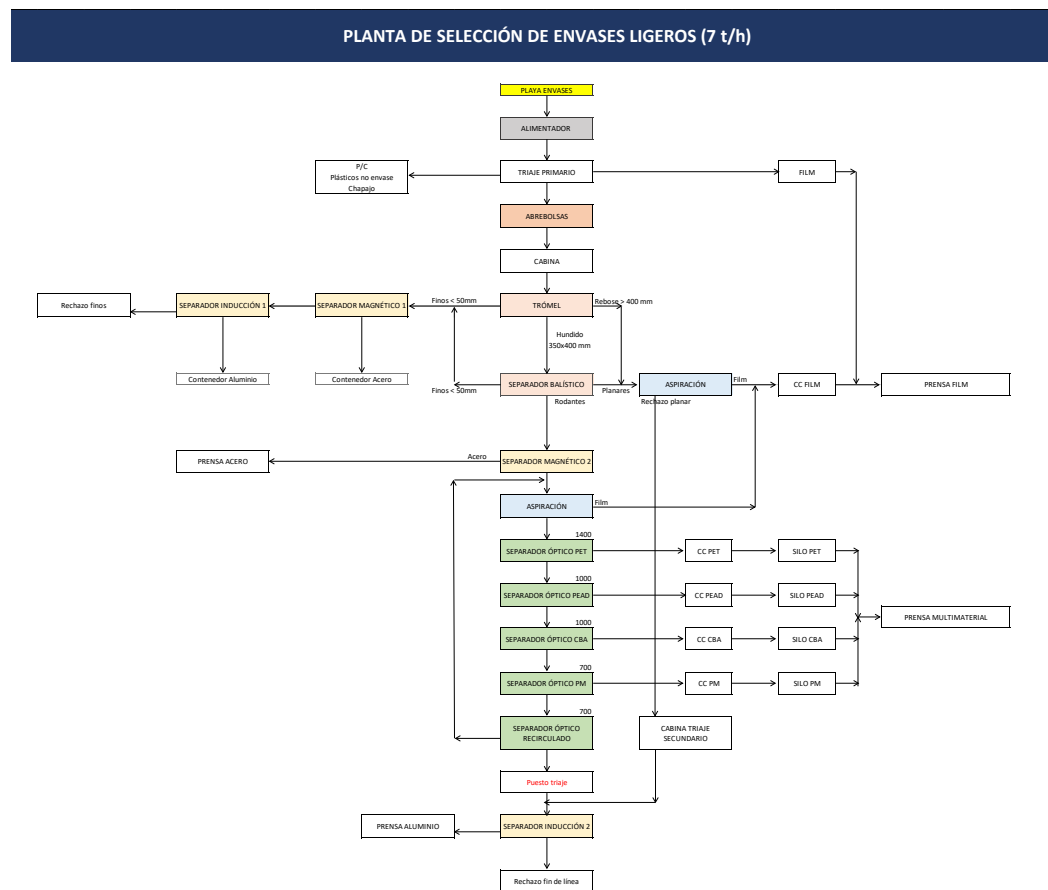 PLANTA DE SELECCIÓN DE ENVASES LIGEROS (7 t/h)
PLAYA ENVASES
ALIMENTADOR
P/C
Plásticos no envase
Chapajo
TRIAJE PRIMARIO
FILM
ABREBOLSAS
CABINA
Rechazo finos
SEPARADOR INDUCCIÓN 1
SEPARADOR MAGNÉTICO 1
Finos < 50mm
TRÓMEL
Rebose > 400 mm
Hundido
350x400 mm
Contenedor Aluminio
Contenedor Acero
Finos < 50mm
SEPARADOR BALÍSTICO
Planares
ASPIRACIÓN
Film
CC FILM
PRENSA FILM
Rodantes
Rechazo planar
PRENSA ACERO
Acero
SEPARADOR MAGNÉTICO 2
ASPIRACIÓN
Film
1400
SEPARADOR ÓPTICO PET
CC PET
SILO PET
1000
SEPARADOR ÓPTICO PEAD
CC PEAD
SILO PEAD
PRENSA MULTIMATERIAL
1000
SEPARADOR ÓPTICO CBA
CC CBA
SILO CBA
700
SEPARADOR ÓPTICO PM
CC PM
SILO PM
700
SEPARADOR ÓPTICO
RECIRCULADO
CABINA TRIAJE
SECUNDARIO
Puesto triaje
PRENSA ALUMINIO
SEPARADOR INDUCCIÓN 2
Rechazo fin de línea